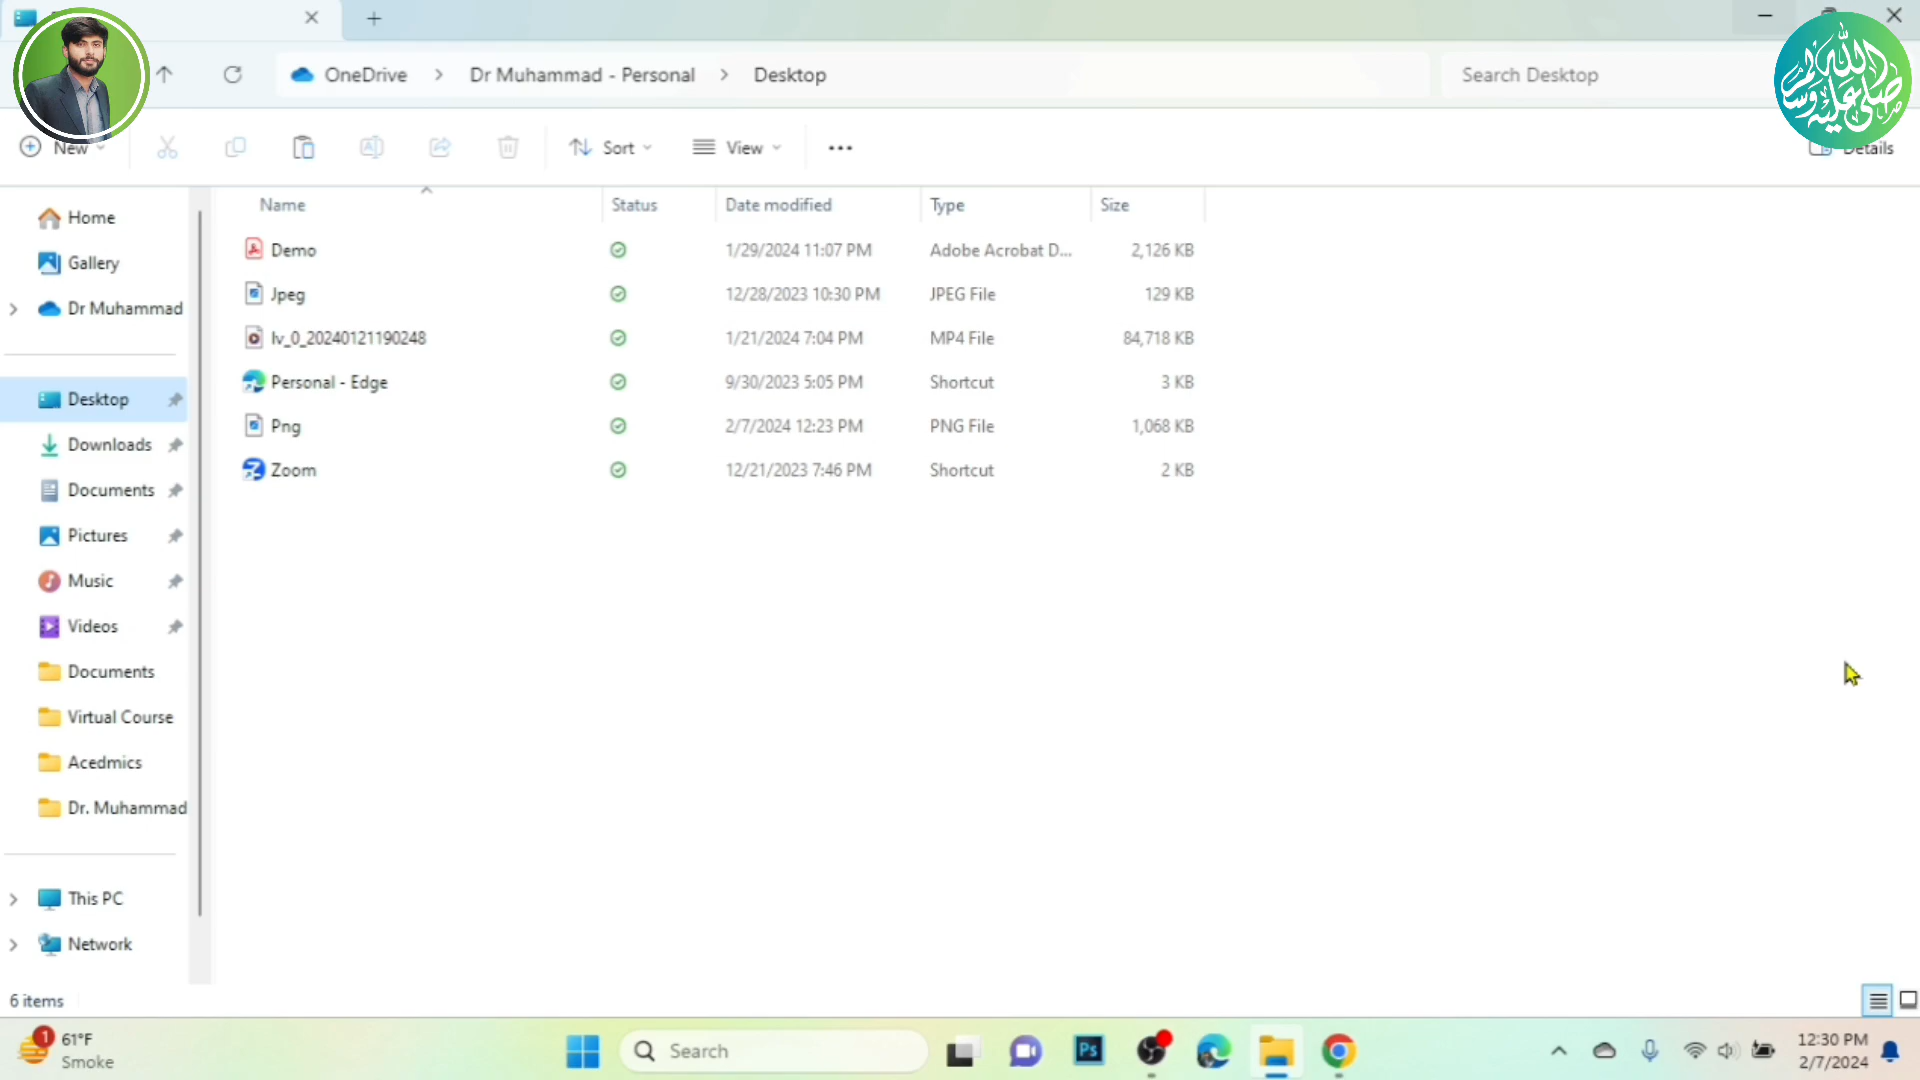 OneDrive > Dr Muhammad - Personal > Desktop
Search Desktop
صلى الله عليه وسلم
New
Sort
View
Details
Name Status Date modified Type Size
Demo 1/29/2024 11:07 PM Adobe Acrobat D... 2,126 KB
Jpeg 12/28/2023 10:30 PM JPEG File 129 KB
lv_0_20240121190248 1/21/2024 7:04 PM MP4 File 84,718 KB
Personal - Edge 9/30/2023 5:05 PM Shortcut 3 KB
Png 2/7/2024 12:23 PM PNG File 1,068 KB
Zoom 12/21/2023 7:46 PM Shortcut 2 KB
Home
Gallery
Dr Muhammad
Desktop
Downloads
Documents
Pictures
Music
Videos
Documents
Virtual Course
Acedmics
Dr. Muhammad
This PC
Network
6 items
1
61°F
Smoke
Search
Ps
12:30 PM
2/7/2024